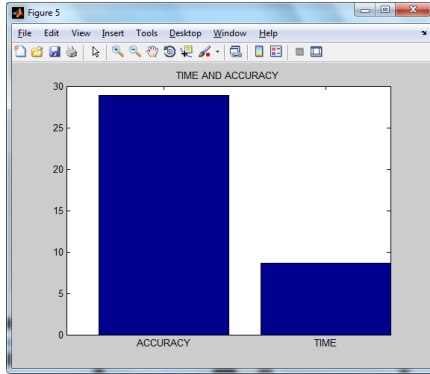 Figure 5
File Edit View Insert Tools Desktop Window Help
TIME AND ACCURACY
30
25
20
15
10
5
0
ACCURACY TIME